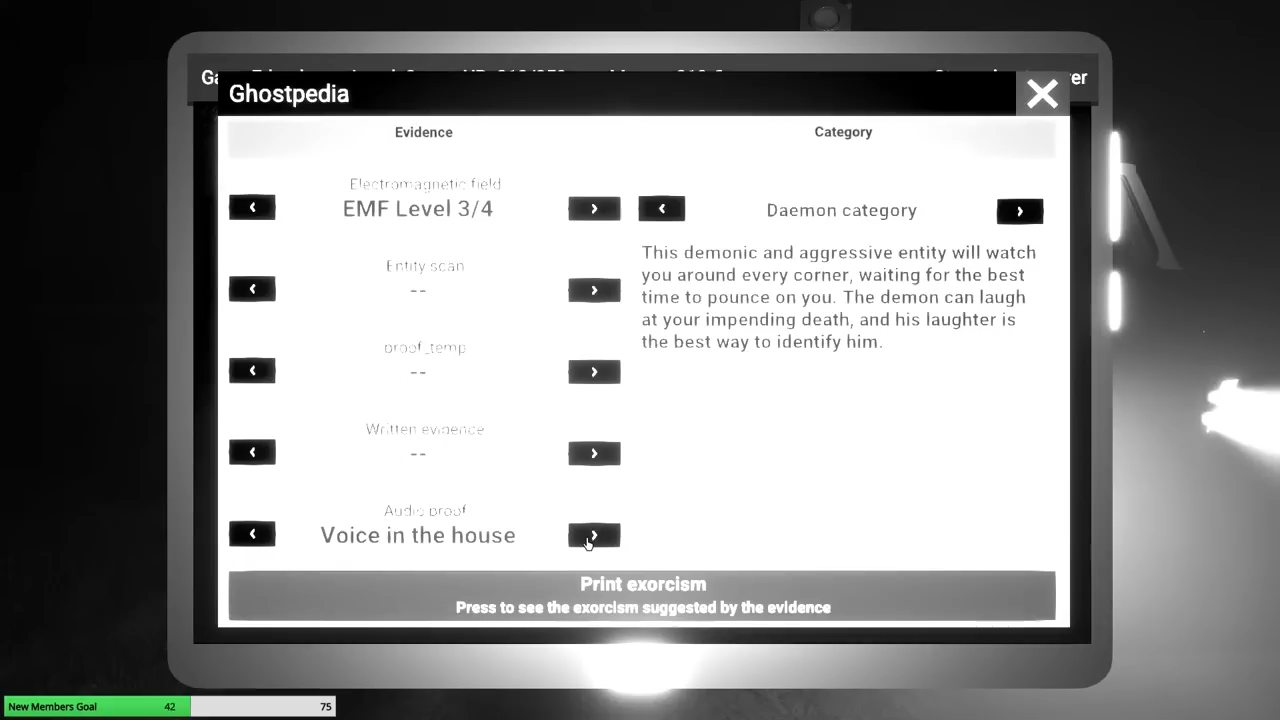 Ghostpedia
Evidence
Category
Electromagnetic field
EMF Level 3/4
Daemon category
This demonic and aggressive entity will watch
you around every corner, waiting for the best
time to pounce on you. The demon can laugh
at your impending death, and his laughter is
the best way to identify him.
Entity scan
--
proof_temp
--
Written evidence
--
Audio proof
Voice in the house
Print exorcism
Press to see the exorcism suggested by the evidence
New Members Goal 42 75